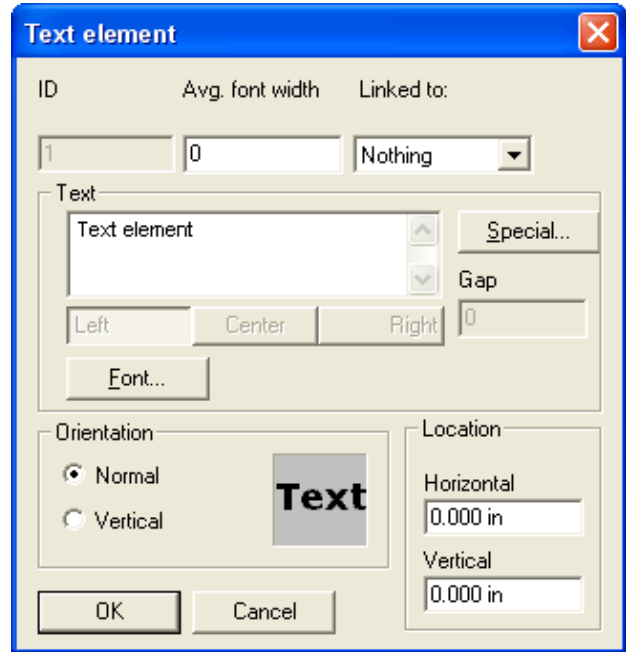 Text element
ID Avg. font width Linked to:
1 0 Nothing
Text
Text element
Special...
Gap
Left Center Right 0
Font...
Orientation
Normal
Vertical
Text
Location
Horizontal
0.000 in
Vertical
0.000 in
OK Cancel